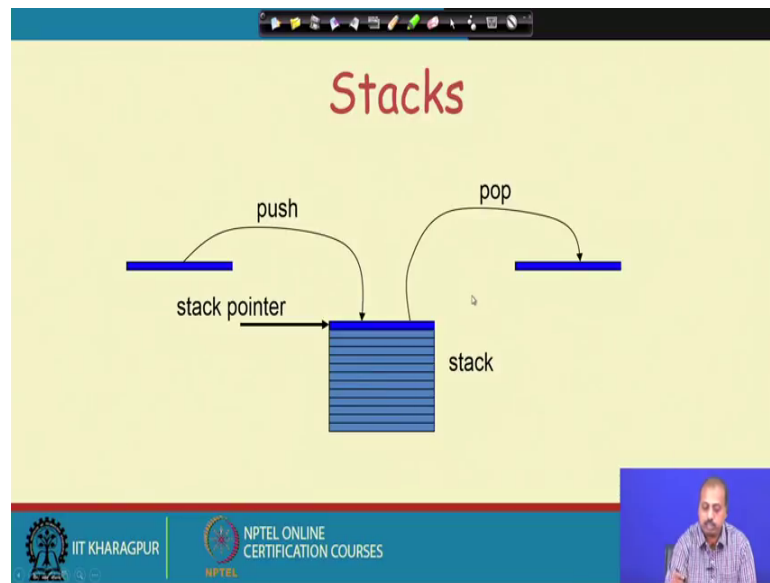 Stacks
push
pop
stack pointer
stack
IIT KHARAGPUR
NPTEL
NPTEL ONLINE
CERTIFICATION COURSES